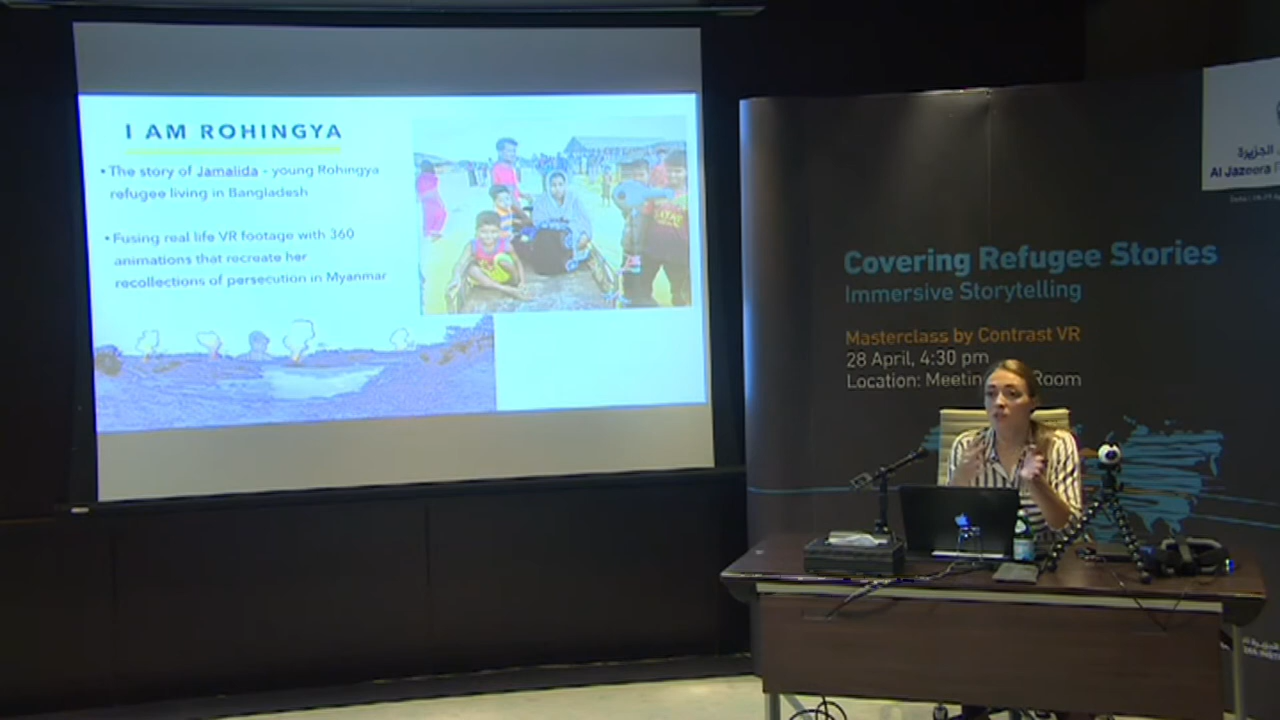 I AM ROHINGYA
• The story of Jamalida - young Rohingya
refugee living in Bangladesh
• Fusing real life VR footage with 360
animations that recreate her
recollections of persecution in Myanmar
الجزيرة
Al Jazeera
Covering Refugee Stories
Immersive Storytelling
Masterclass by Contrast VR
28 April, 4:30 pm
Location: Room